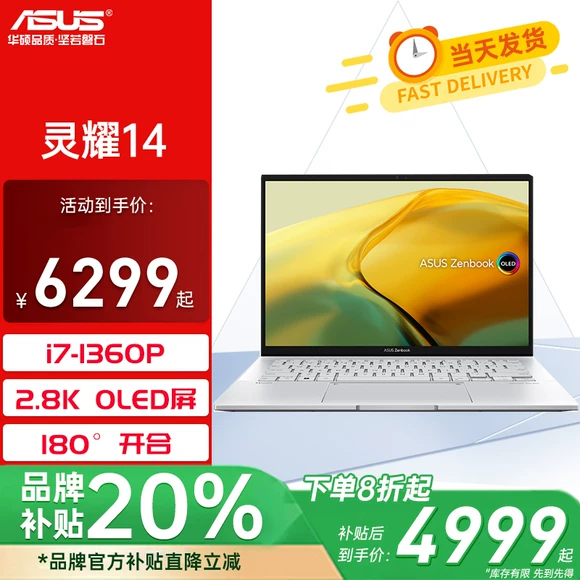 ASUS
华硕品质·坚若磐石
当天发货
FAST DELIVERY
灵耀14
活动到手价:
¥6299起
i7-1360P
2.8K OLED屏
180°开合
ASUS Zenbook OLED
ASUS Zenbook
品牌
补贴20%
*品牌官方补贴直降立减
下单8折起
补贴后
到手价:4999起
*库存有限 先到先得